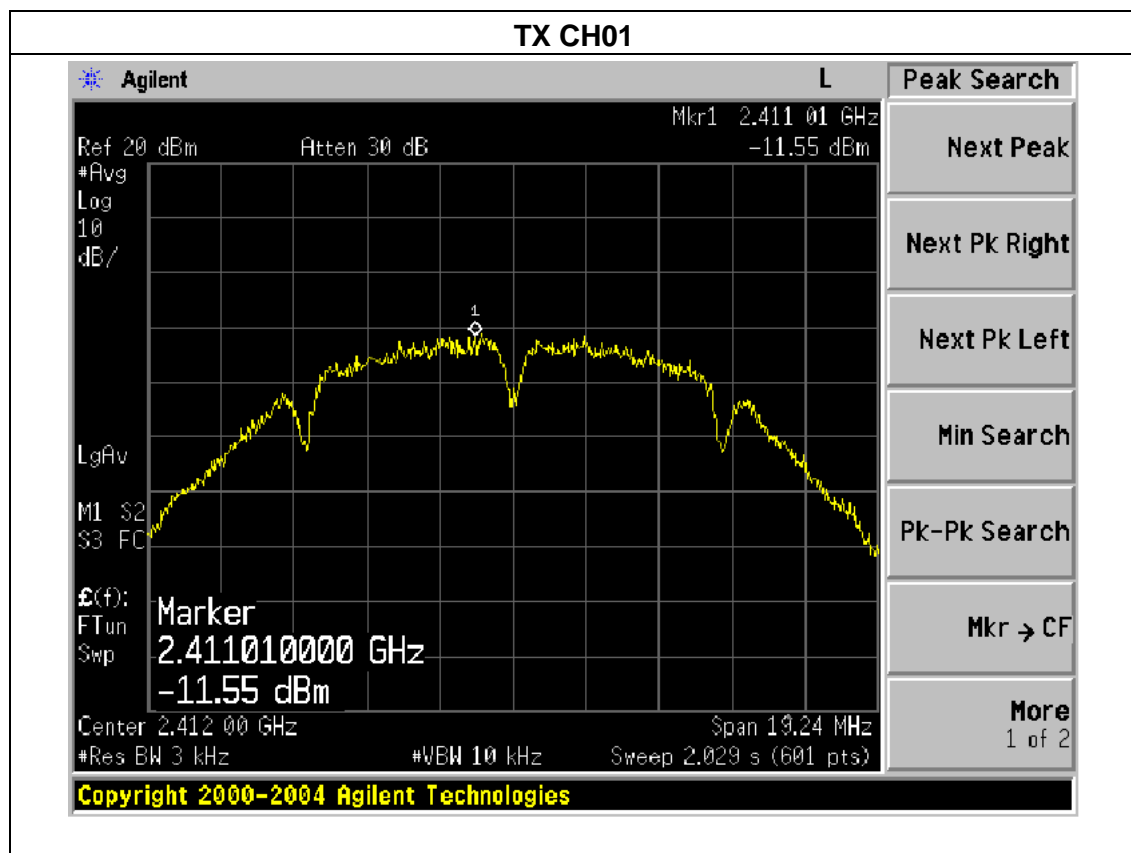 TX CH01
Agilent L Peak Search
Mkr1 2.411 01 GHz
Ref 20 dBm Atten 30 dB -11.55 dBm
#Avg
Log
10
dB/
1
LgAv
M1 S2
S3 FC
£(f):
FTun
Swp
Marker
2.411010000 GHz
-11.55 dBm
Center 2.412 00 GHz Span 19.24 MHz
#Res BW 3 kHz #VBW 10 kHz Sweep 2.029 s (601 pts)
Copyright 2000-2004 Agilent Technologies
Next Peak
Next Pk Right
Next Pk Left
Min Search
Pk-Pk Search
Mkr → CF
More
1 of 2